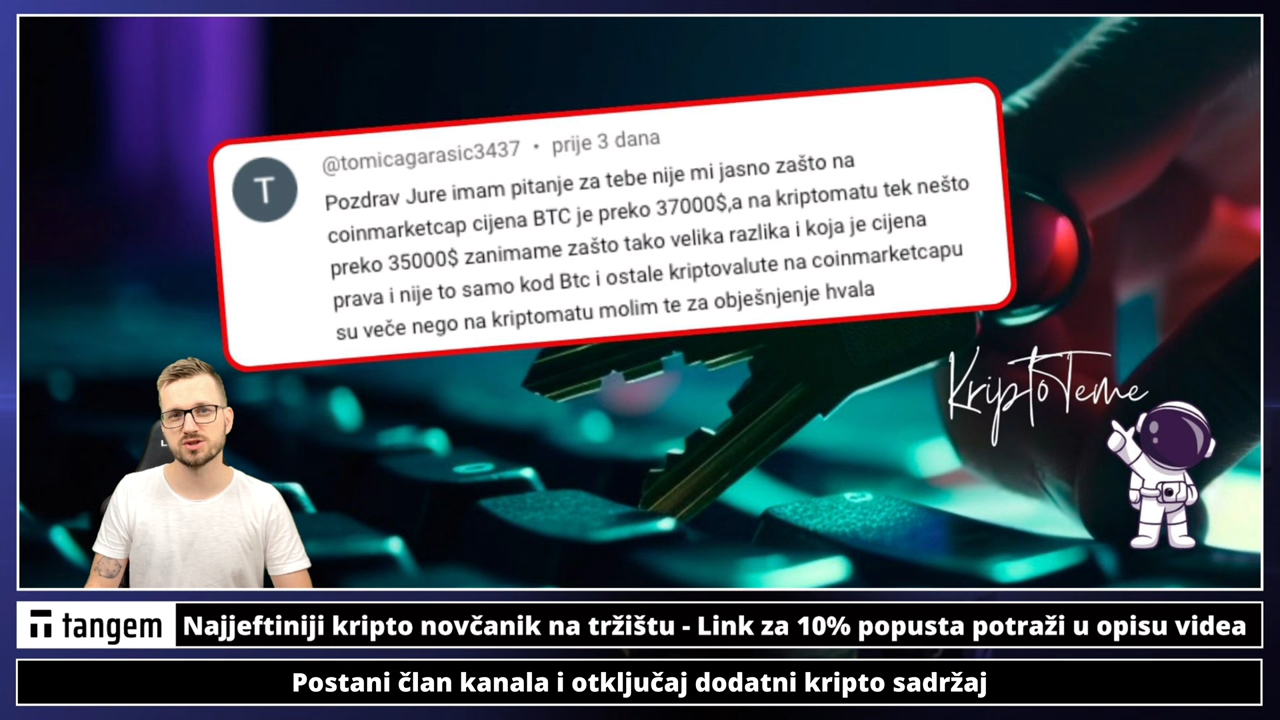 @tomicagarasic3437 • prije 3 dana
T
Pozdrav Jure imam pitanje za tebe nije mi jasno zašto na
coinmarketcap cijena BTC je preko 37000$,a na kriptomatu tek nešto
preko 35000$ zanimame zašto tako velika razlika i koja je cijena
prava i nije to samo kod Btc i ostale kriptovalute na coinmarketcapu
su veče nego na kriptomatu molim te za obješnjenje hvala
KriptoTeme
tangem
Najjeftiniji kripto novčanik na tržištu - Link za 10% popusta potraži u opisu videa
Postani član kanala i otključaj dodatni kripto sadržaj